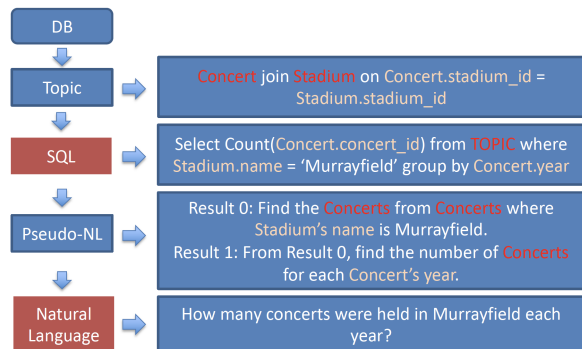 DB
Topic
Concert join Stadium on Concert.stadium_id =
Stadium.stadium_id
SQL
Select Count(Concert.concert_id) from TOPIC where
Stadium.name = ‘Murrayfield’ group by Concert.year
Pseudo-NL
Result 0: Find the Concerts from Concerts where
Stadium’s name is Murrayfield.
Result 1: From Result 0, find the number of Concerts
for each Concert’s year.
Natural
Language
How many concerts were held in Murrayfield each
year?